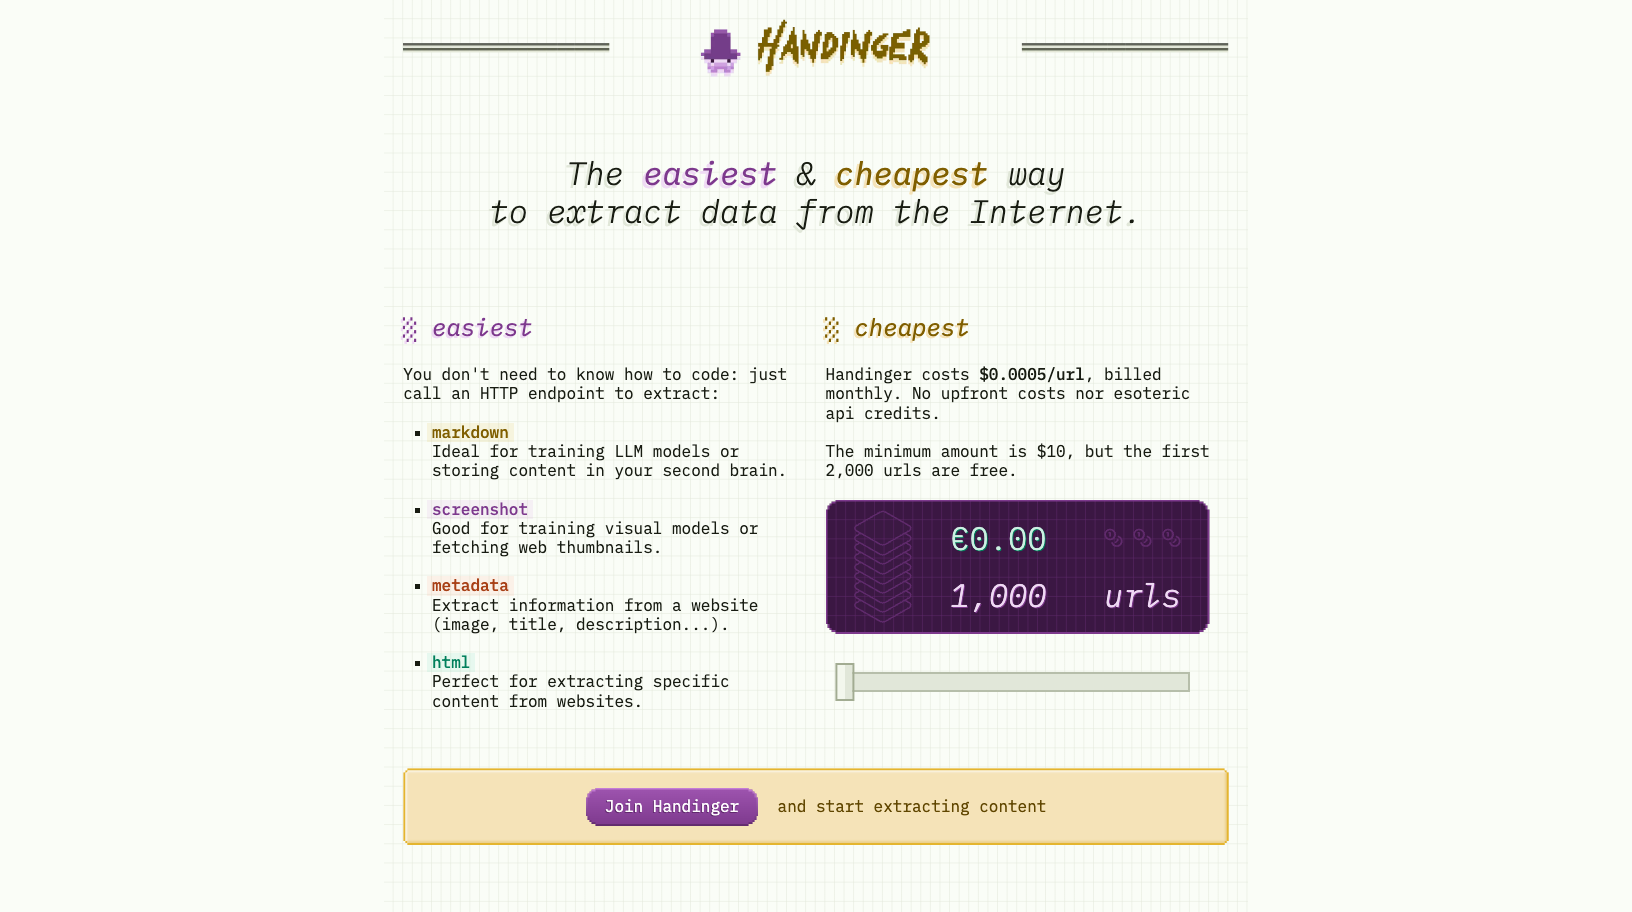 HANDINGER
The easiest & cheapest way
to extract data from the Internet.
easiest
You don't need to know how to code: just
call an HTTP endpoint to extract:
markdown
Ideal for training LLM models or
storing content in your second brain.
screenshot
Good for training visual models or
fetching web thumbnails.
metadata
Extract information from a website
(image, title, description...).
html
Perfect for extracting specific
content from websites.
cheapest
Handinger costs $0.0005/url, billed
monthly. No upfront costs nor esoteric
api credits.
The minimum amount is $10, but the first
2,000 urls are free.
€0.00
1,000 urls
Join Handinger and start extracting content